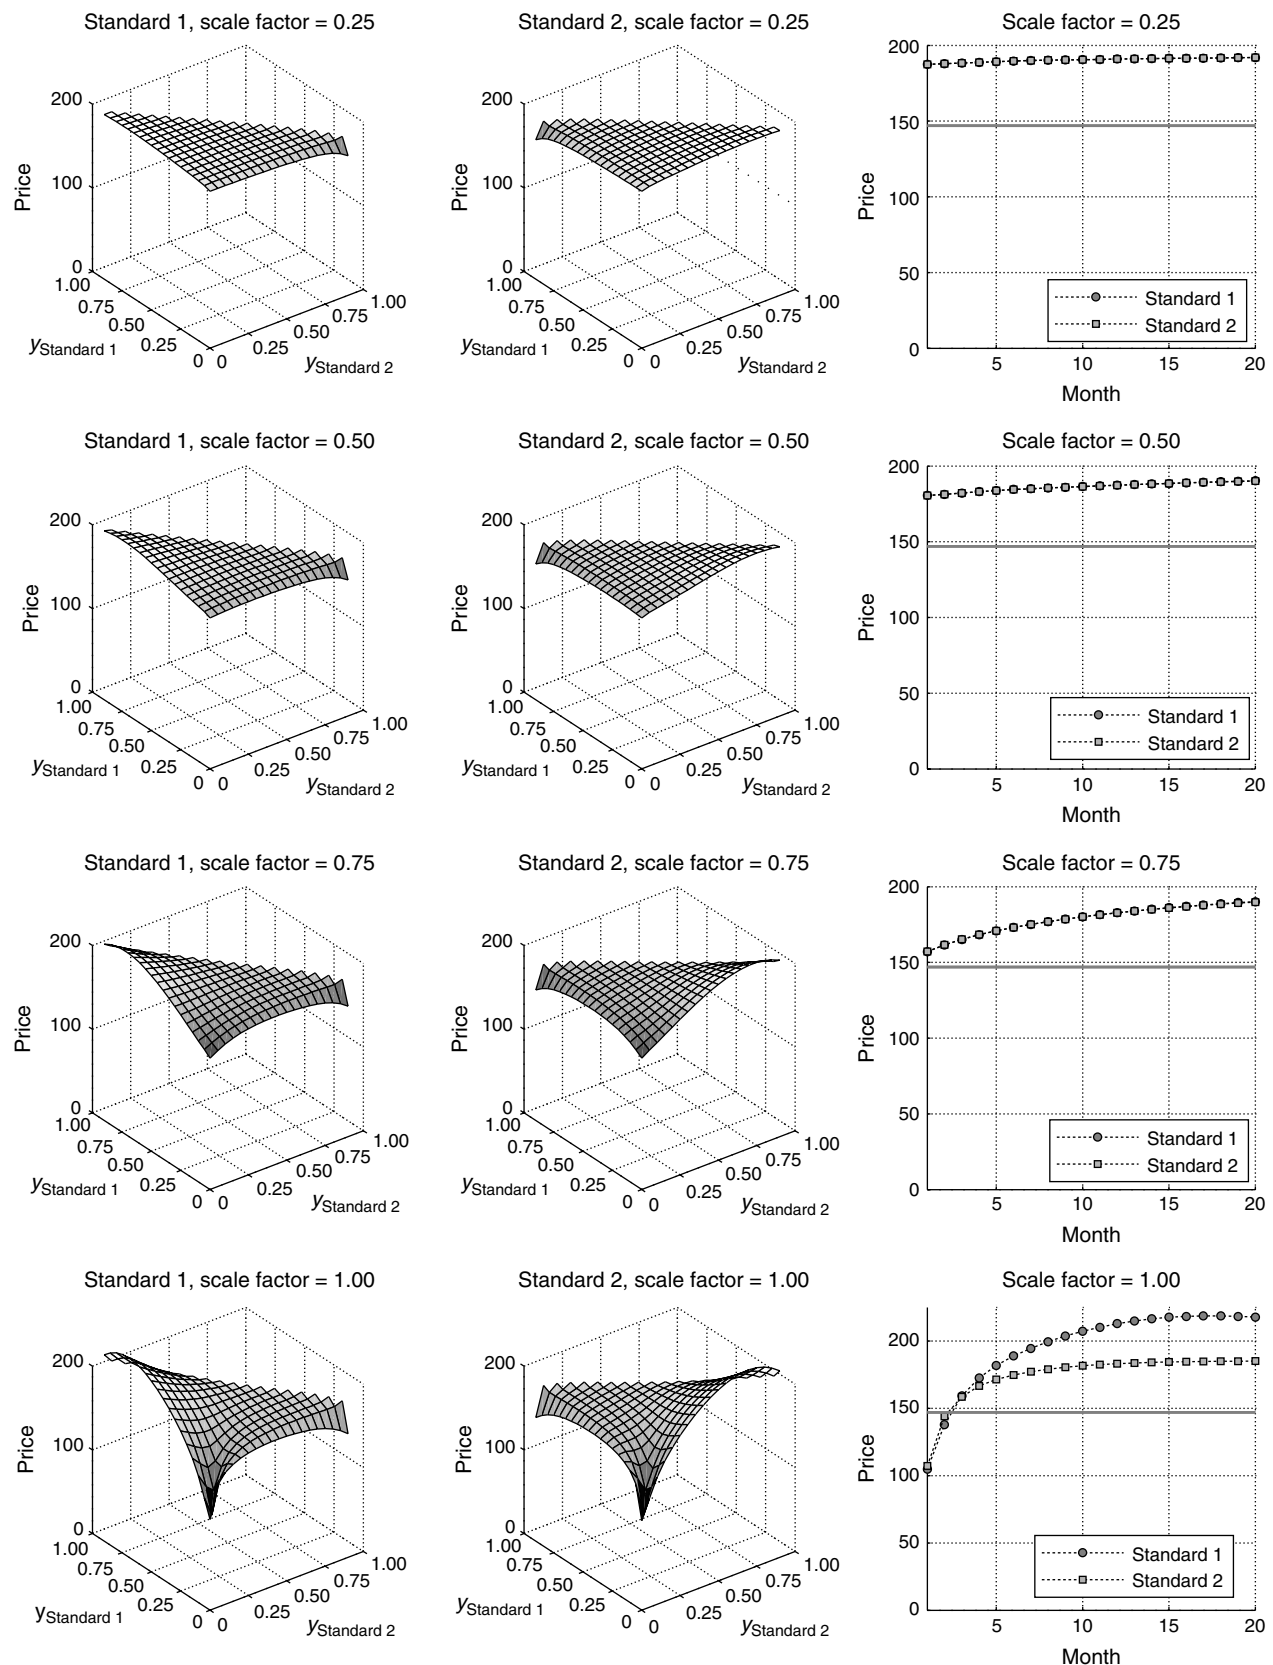 Standard 1, scale factor = 0.25
200
100
0
Price
1.00
0.75
0.50
0.25
0
yStandard 1
0
0.25
0.50
0.75
1.00
yStandard 2
Standard 2, scale factor = 0.25
200
100
0
Price
1.00
0.75
0.50
0.25
0
yStandard 1
0
0.25
0.50
0.75
1.00
yStandard 2
Scale factor = 0.25
200
150
100
50
0
Price
Standard 1
Standard 2
5 10 15 20
Month
Standard 1, scale factor = 0.50
200
100
0
Price
1.00
0.75
0.50
0.25
0
yStandard 1
0
0.25
0.50
0.75
1.00
yStandard 2
Standard 2, scale factor = 0.50
200
100
0
Price
1.00
0.75
0.50
0.25
0
yStandard 1
0
0.25
0.50
0.75
1.00
yStandard 2
Scale factor = 0.50
200
150
100
50
0
Price
Standard 1
Standard 2
5 10 15 20
Month
Standard 1, scale factor = 0.75
200
100
0
Price
1.00
0.75
0.50
0.25
0
yStandard 1
0
0.25
0.50
0.75
1.00
yStandard 2
Standard 2, scale factor = 0.75
200
100
0
Price
1.00
0.75
0.50
0.25
0
yStandard 1
0
0.25
0.50
0.75
1.00
yStandard 2
Scale factor = 0.75
200
150
100
50
0
Price
Standard 1
Standard 2
5 10 15 20
Month
Standard 1, scale factor = 1.00
200
100
0
Price
1.00
0.75
0.50
0.25
0
yStandard 1
0
0.25
0.50
0.75
1.00
yStandard 2
Standard 2, scale factor = 1.00
200
100
0
Price
1.00
0.75
0.50
0.25
0
yStandard 1
0
0.25
0.50
0.75
1.00
yStandard 2
Scale factor = 1.00
200
150
100
50
0
Price
Standard 1
Standard 2
5 10 15 20
Month